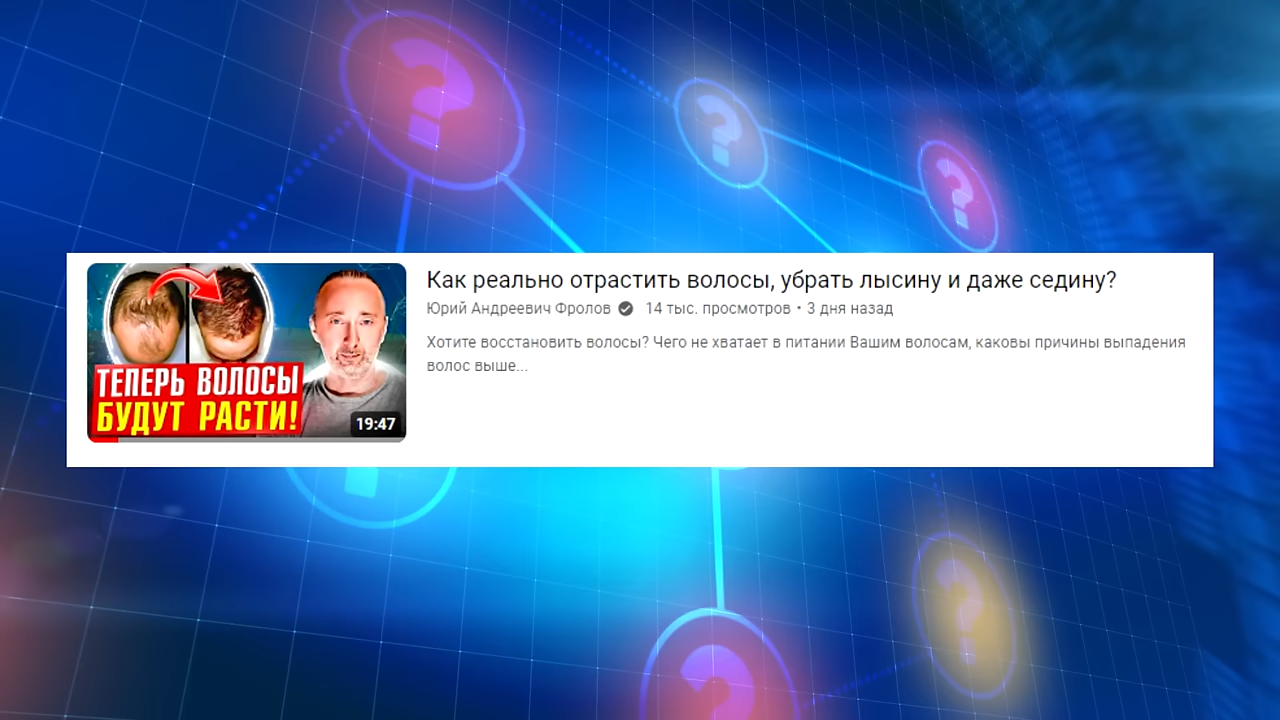 ТЕПЕРЬ ВОЛОСЫ
БУДУТ РАСТИ!
19:47
Как реально отрастить волосы, убрать лысину и даже седину?
Юрий Андреевич Фролов 14 тыс. просмотров • 3 дня назад
Хотите восстановить волосы? Чего не хватает в питании Вашим волосам, каковы причины выпадения
волос выше...